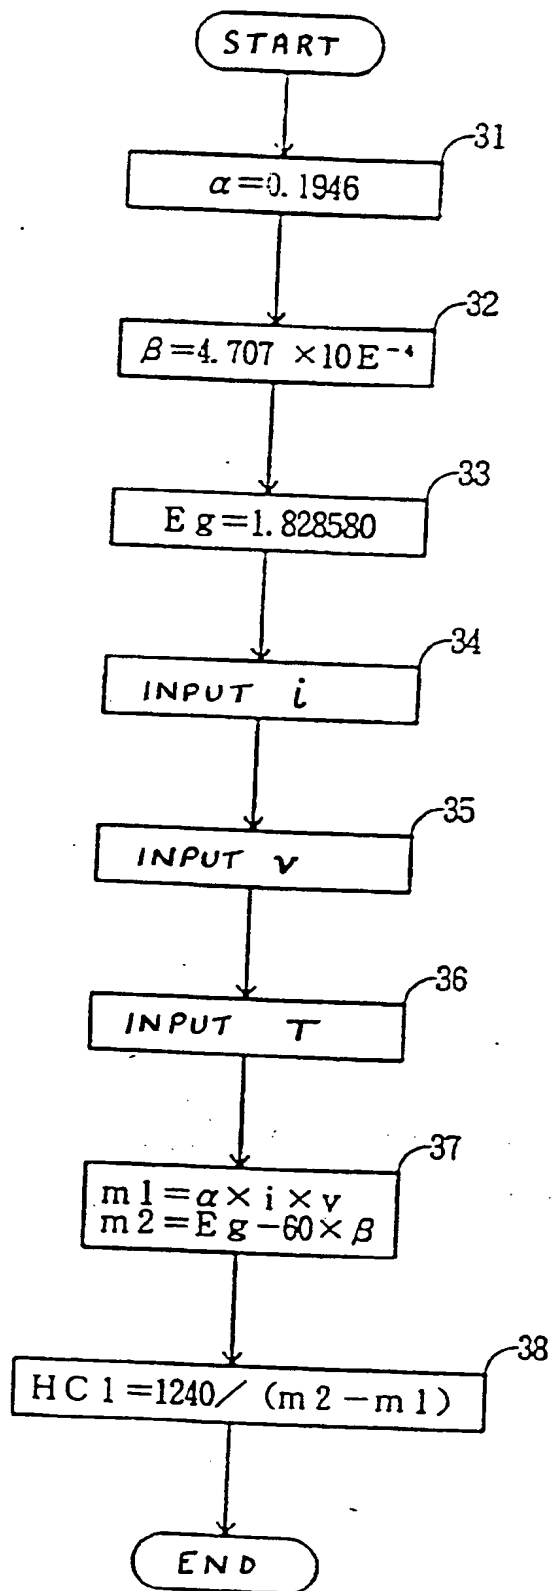 START
31
α=0.1946
32
β=4.707 ×10E⁻⁴
33
Eg=1.828580
34
INPUT i
35
INPUT v
36
INPUT T
37
m1=α×i×v
m2=Eg-60×β
38
HC1=1240/(m2-m1)
END